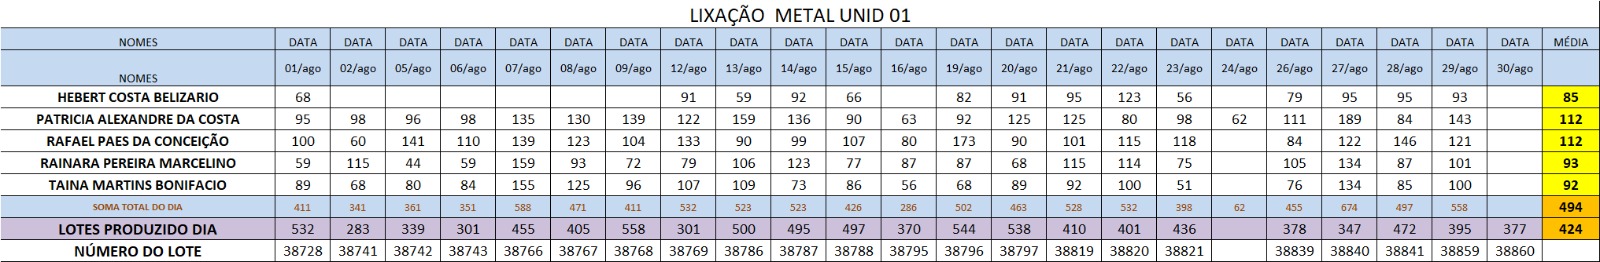 LIXAÇÃO METAL UNID 01
NOMES DATA DATA DATA DATA DATA DATA DATA DATA DATA DATA DATA DATA DATA DATA DATA DATA DATA DATA DATA DATA DATA DATA DATA MÉDIA
NOMES 01/ago 02/ago 05/ago 06/ago 07/ago 08/ago 09/ago 12/ago 13/ago 14/ago 15/ago 16/ago 19/ago 20/ago 21/ago 22/ago 23/ago 24/ago 26/ago 27/ago 28/ago 29/ago 30/ago
HEBERT COSTA BELIZARIO 68 91 59 92 66 82 91 95 123 56 79 95 95 93 85
PATRICIA ALEXANDRE DA COSTA 95 98 96 98 135 130 139 122 159 136 90 63 92 125 125 80 98 62 111 189 84 143 112
RAFAEL PAES DA CONCEIÇÃO 100 60 141 110 139 123 104 133 90 99 107 80 173 90 101 115 118 84 122 146 121 112
RAINARA PEREIRA MARCELINO 59 115 44 59 159 93 72 79 106 123 77 87 87 68 115 114 75 105 134 87 101 93
TAINA MARTINS BONIFACIO 89 68 80 84 155 125 96 107 109 73 86 56 68 89 92 100 51 76 134 85 100 92
SOMA TOTAL DO DIA 411 341 361 351 588 471 411 532 523 523 426 286 502 463 528 532 398 62 455 674 497 558 494
LOTES PRODUZIDO DIA 532 283 339 301 455 405 558 301 500 495 497 370 544 538 410 401 436 378 347 472 395 377 424
NÚMERO DO LOTE 38728 38741 38742 38743 38766 38767 38768 38769 38786 38787 38788 38795 38796 38797 38819 38820 38821 38839 38840 38841 38859 38860